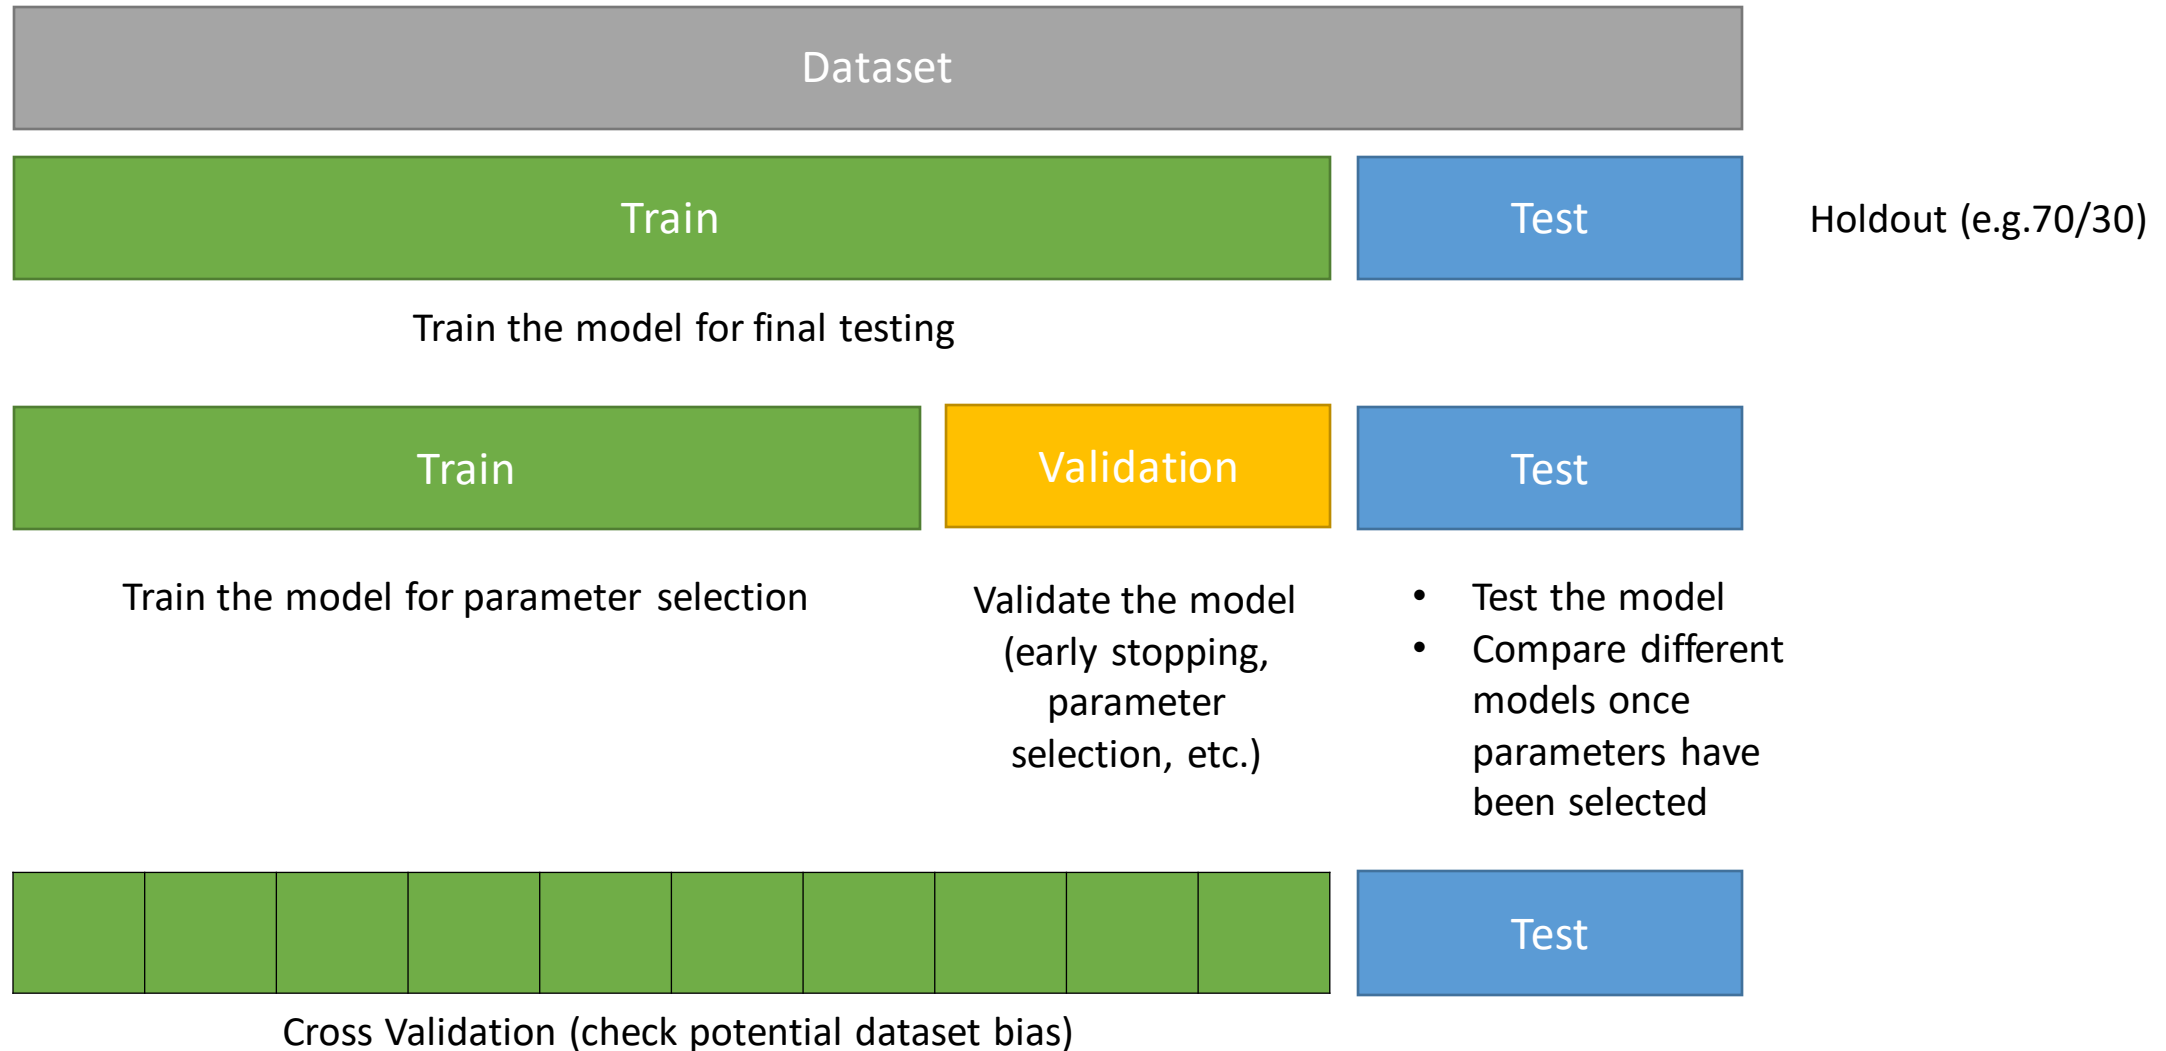 Dataset
Train
Test
Holdout (e.g.70/30)
Train the model for final testing
Train
Validation
Test
Train the model for parameter selection
Validate the model
(early stopping,
parameter
selection, etc.)
• Test the model
• Compare different
models once
parameters have
been selected
Test
Cross Validation (check potential dataset bias)